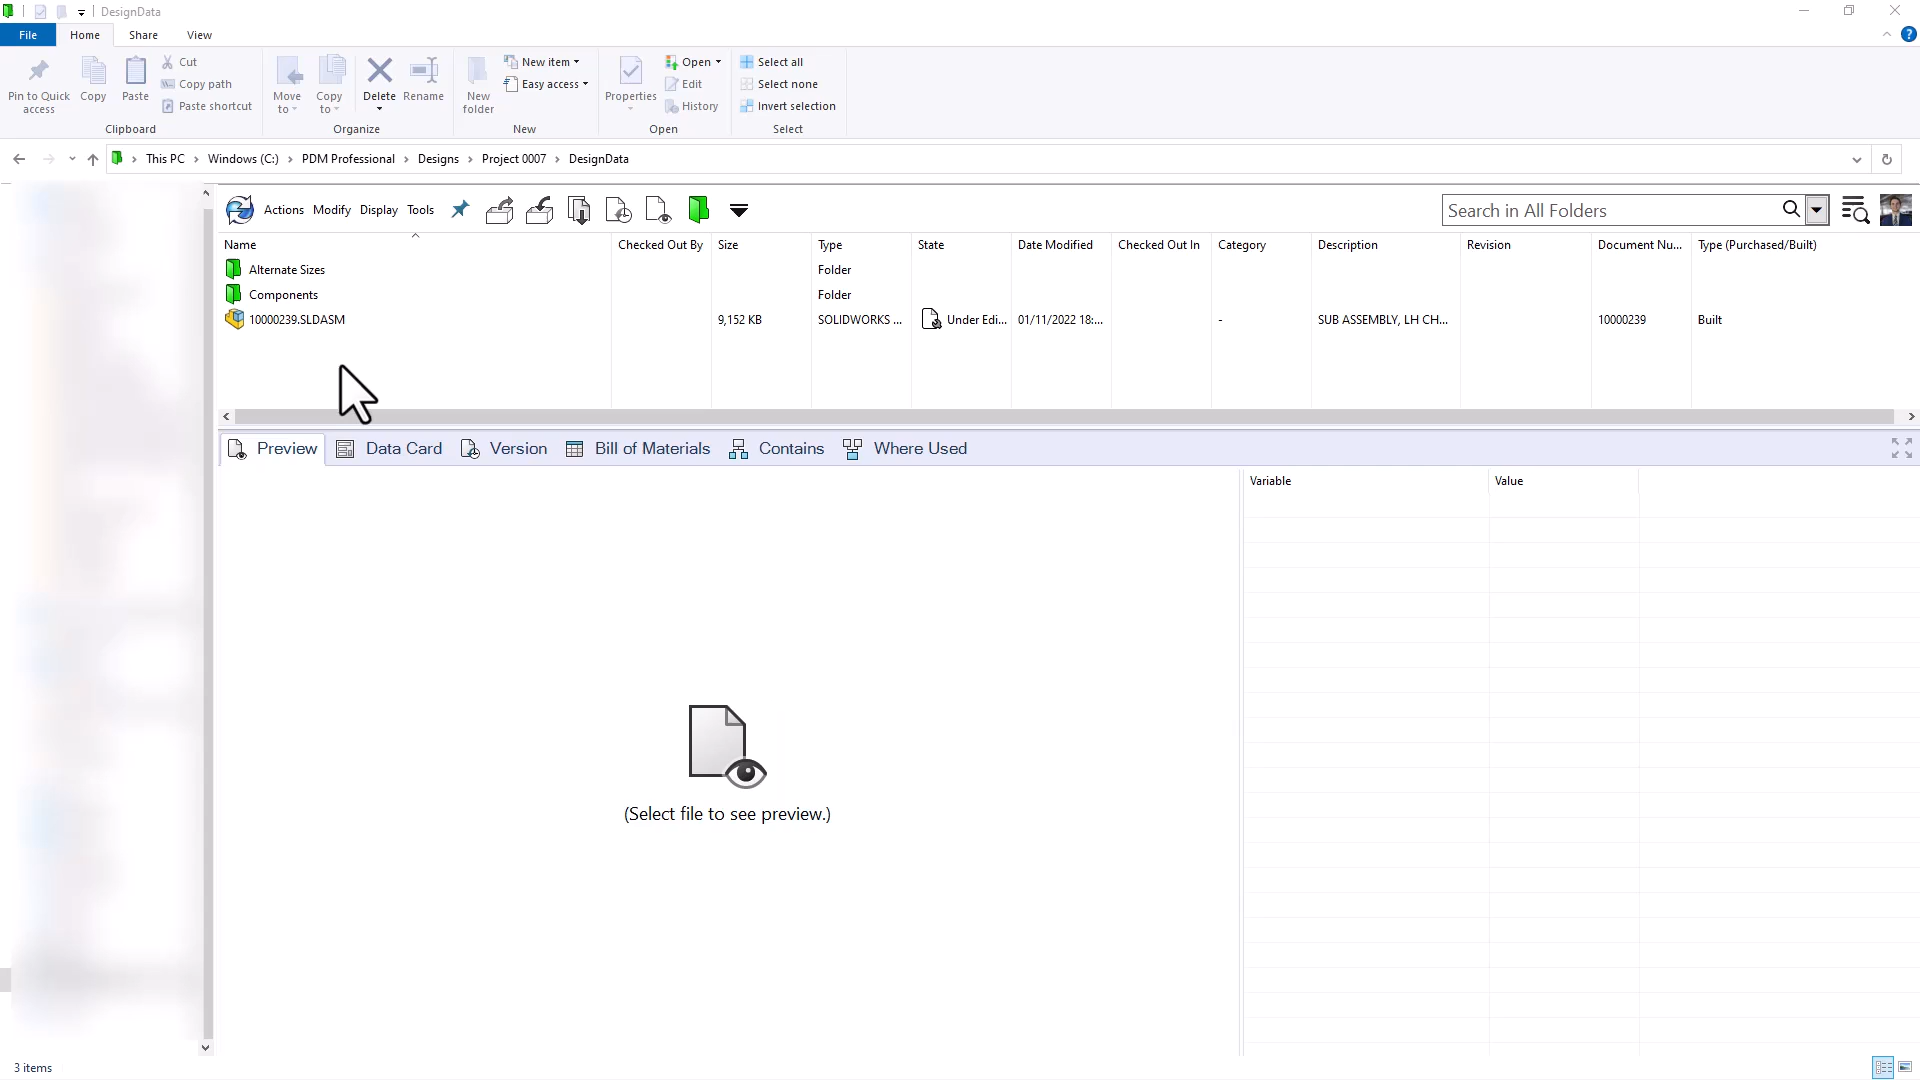 DesignData
File Home Share View
Pin to Quick access
Copy
Paste
Cut
Copy path
Paste shortcut
Clipboard
Move to
Copy to
Delete
Rename
Organize
New folder
New item
Easy access
New
Properties
Open
Edit
History
Open
Select all
Select none
Invert selection
Select
This PC > Windows (C:) > PDM Professional > Designs > Project 0007 > DesignData
Actions Modify Display Tools
Search in All Folders
Name Checked Out By Size Type State Date Modified Checked Out In Category Description Revision Document Nu... Type (Purchased/Built)
Alternate Sizes Folder
Components Folder
10000239.SLDASM 9,152 KB SOLIDWORKS ... Under Edi... 01/11/2022 18:... - SUB ASSEMBLY, LH CH... 10000239 Built
Preview Data Card Version Bill of Materials Contains Where Used
Variable Value
(Select file to see preview.)
3 items